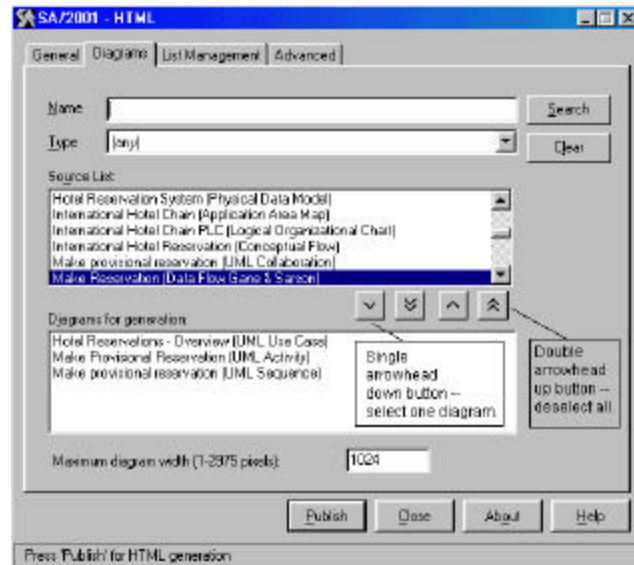 SA/2001 - HTML
General Diagrams List Management Advanced
Name
Search
Type (any)
Clear
Source List:
Hotel Reservation System (Physical Data Model)
International Hotel Chain (Application Area Map)
International Hotel Chain PLC (Logical Organizational Chart)
International Hotel Reservation (Conceptual Flow)
Make provisional reservation (UML Collaboration)
Make Reservation (Data Flow Gane & Sarson)
Diagrams for generation:
Hotel Reservations - Overview (UML Use Case)
Make Provisional Reservation (UML Activity)
Make provisional reservation (UML Sequence)
Single
arrowhead
down button --
select one diagram.
Double
arrowhead
up button --
deselect all.
Maximum diagram width (1-2975 pixels): 1024
Publish Close About Help
Press 'Publish' for HTML generation